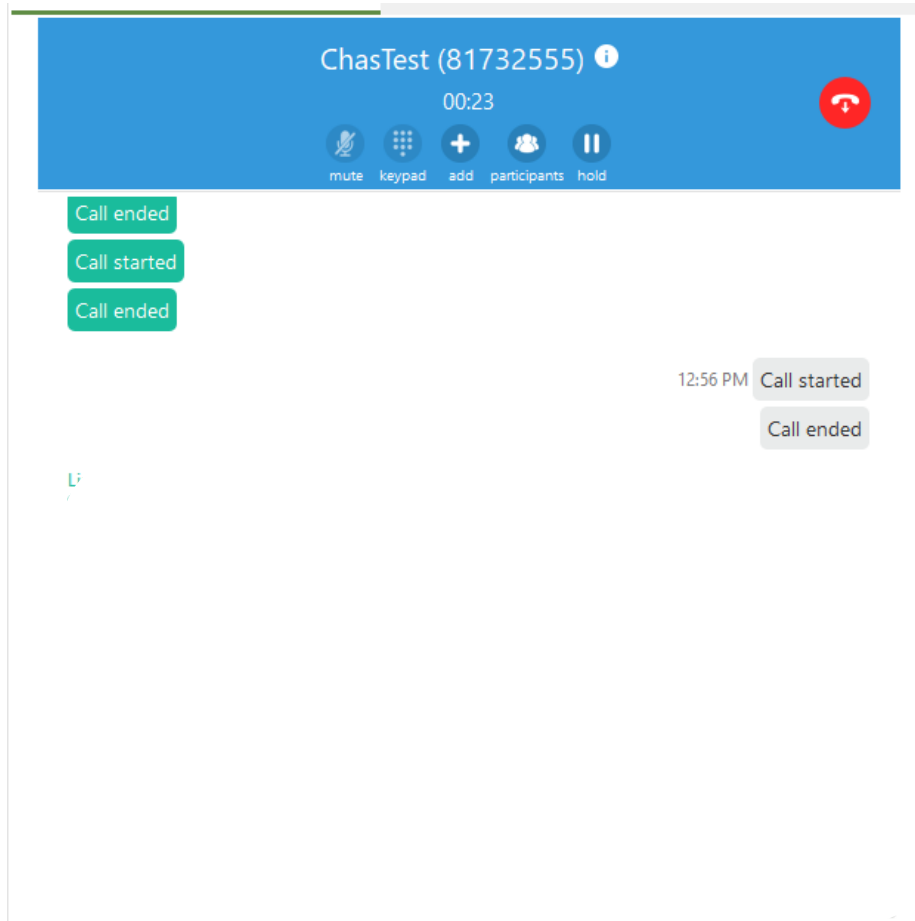 ChasTest (81732555)
00:23
mute keypad add participants hold
Call ended
Call started
Call ended
12:56 PM Call started
Call ended